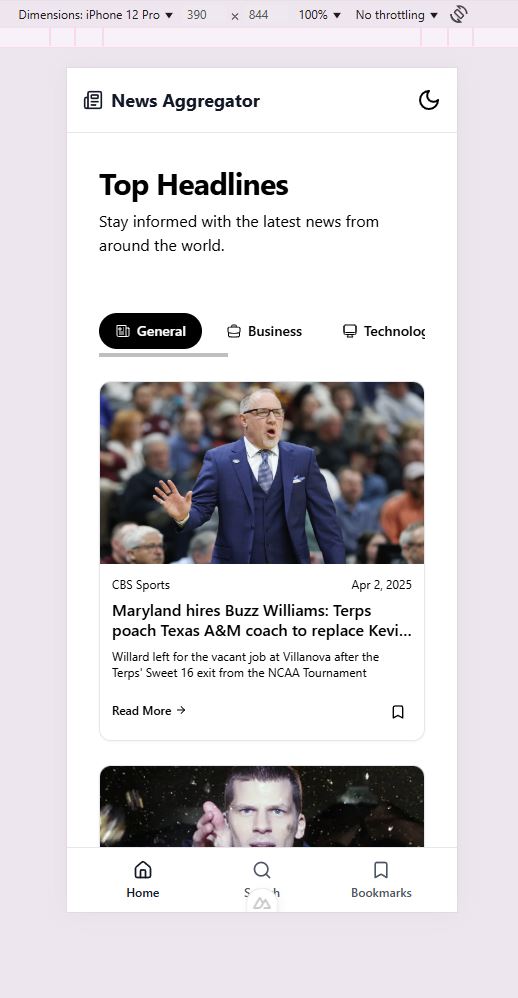 Dimensions: iPhone 12 Pro 390 × 844 100% No throttling
News Aggregator
Top Headlines
Stay informed with the latest news from
around the world.
General Business Technolog
CBS Sports Apr 2, 2025
Maryland hires Buzz Williams: Terps
poach Texas A&M coach to replace Kevi...
Willard left for the vacant job at Villanova after the
Terps' Sweet 16 exit from the NCAA Tournament
Read More →
Home Search Bookmarks